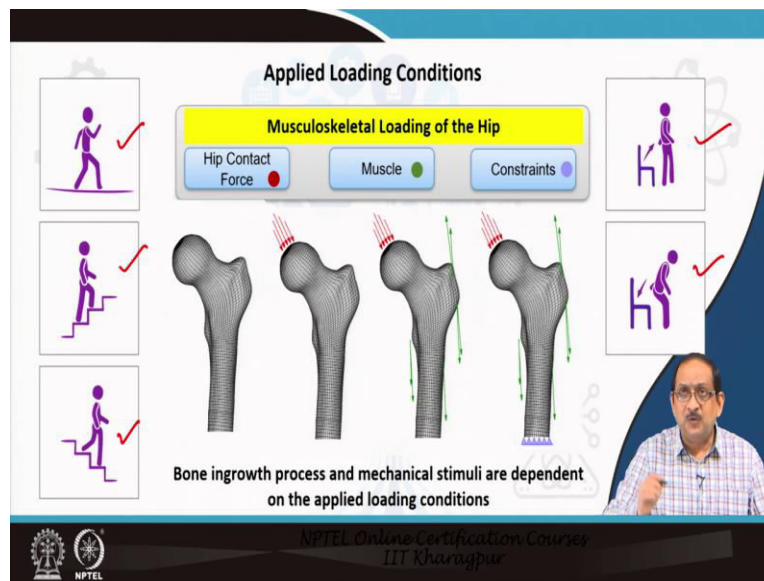 Applied Loading Conditions
Musculoskeletal Loading of the Hip
Hip Contact
Force
Muscle
Constraints
Bone ingrowth process and mechanical stimuli are dependent
on the applied loading conditions
NPTEL Online Certification Courses
IIT Kharagpur
NPTEL